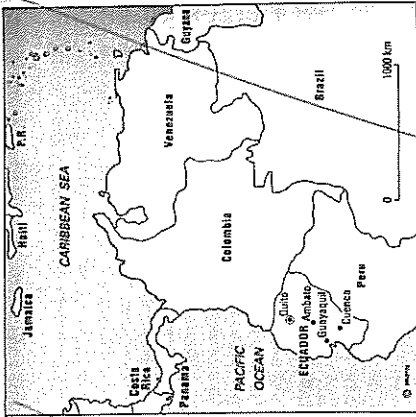 Jamaica
Haiti
P.R.
CARIBBEAN SEA
Costa
Rica
Panama
Venezuela
Guyana
Colombia
PACIFIC
OCEAN
Quito
ECUADOR
Ambato
Guayaquil
Cuenca
Peru
Brazil
0
1000 km